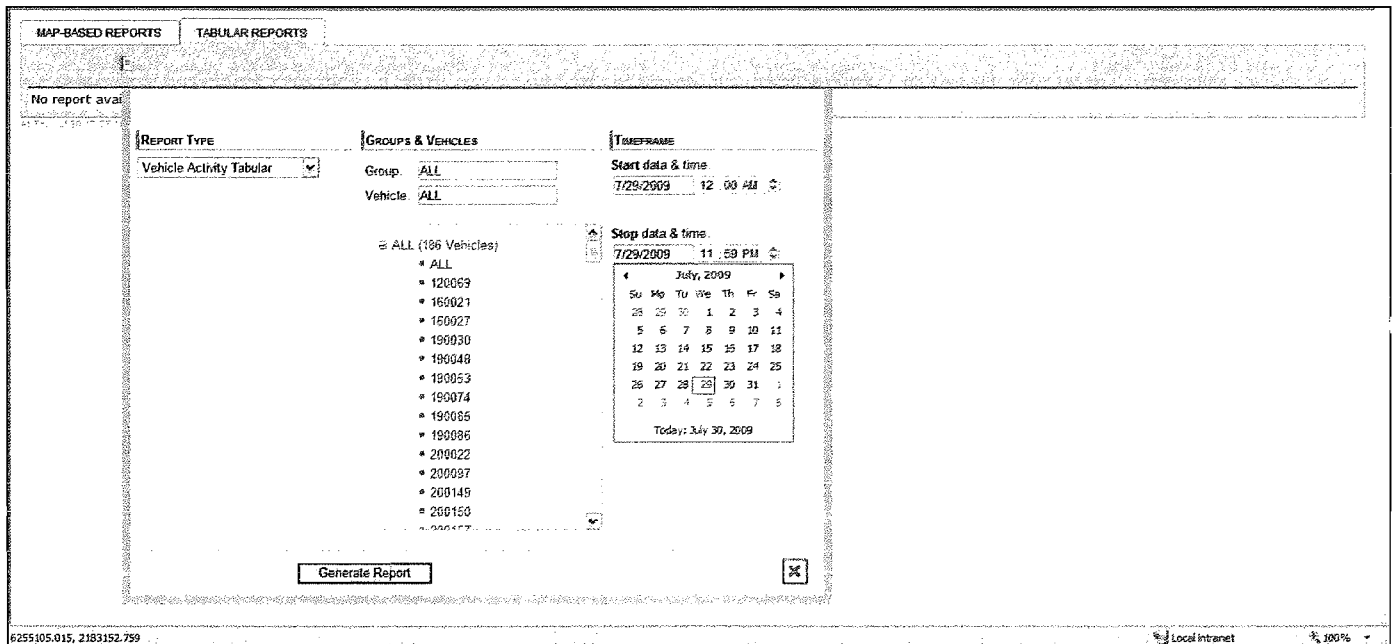 MAP-BASED REPORTS
TABULAR REPORTS
No report avai
REPORT TYPE
Vehicle Activity Tabular
GROUPS & VEHICLES
Group. ALL
Vehicle. ALL
ALL (186 Vehicles)
ALL
120069
160021
160027
190030
190048
190063
190074
190085
190086
200022
200097
200149
200150
TIMEFRAME
Start data & time.
7/29/2009 12 : 00 AM
Stop data & time.
7/29/2009 11 : 59 PM
July, 2009
Su Mo Tu We Th Fr Sa
28 29 30 1 2 3 4
5 6 7 8 9 10 11
12 13 14 15 16 17 18
19 20 21 22 23 24 25
26 27 28 29 30 31 1
2 3 4 5 6 7 8
Today: July 30, 2009
Generate Report
6255105.015, 2183152.759
Local intranet
100%